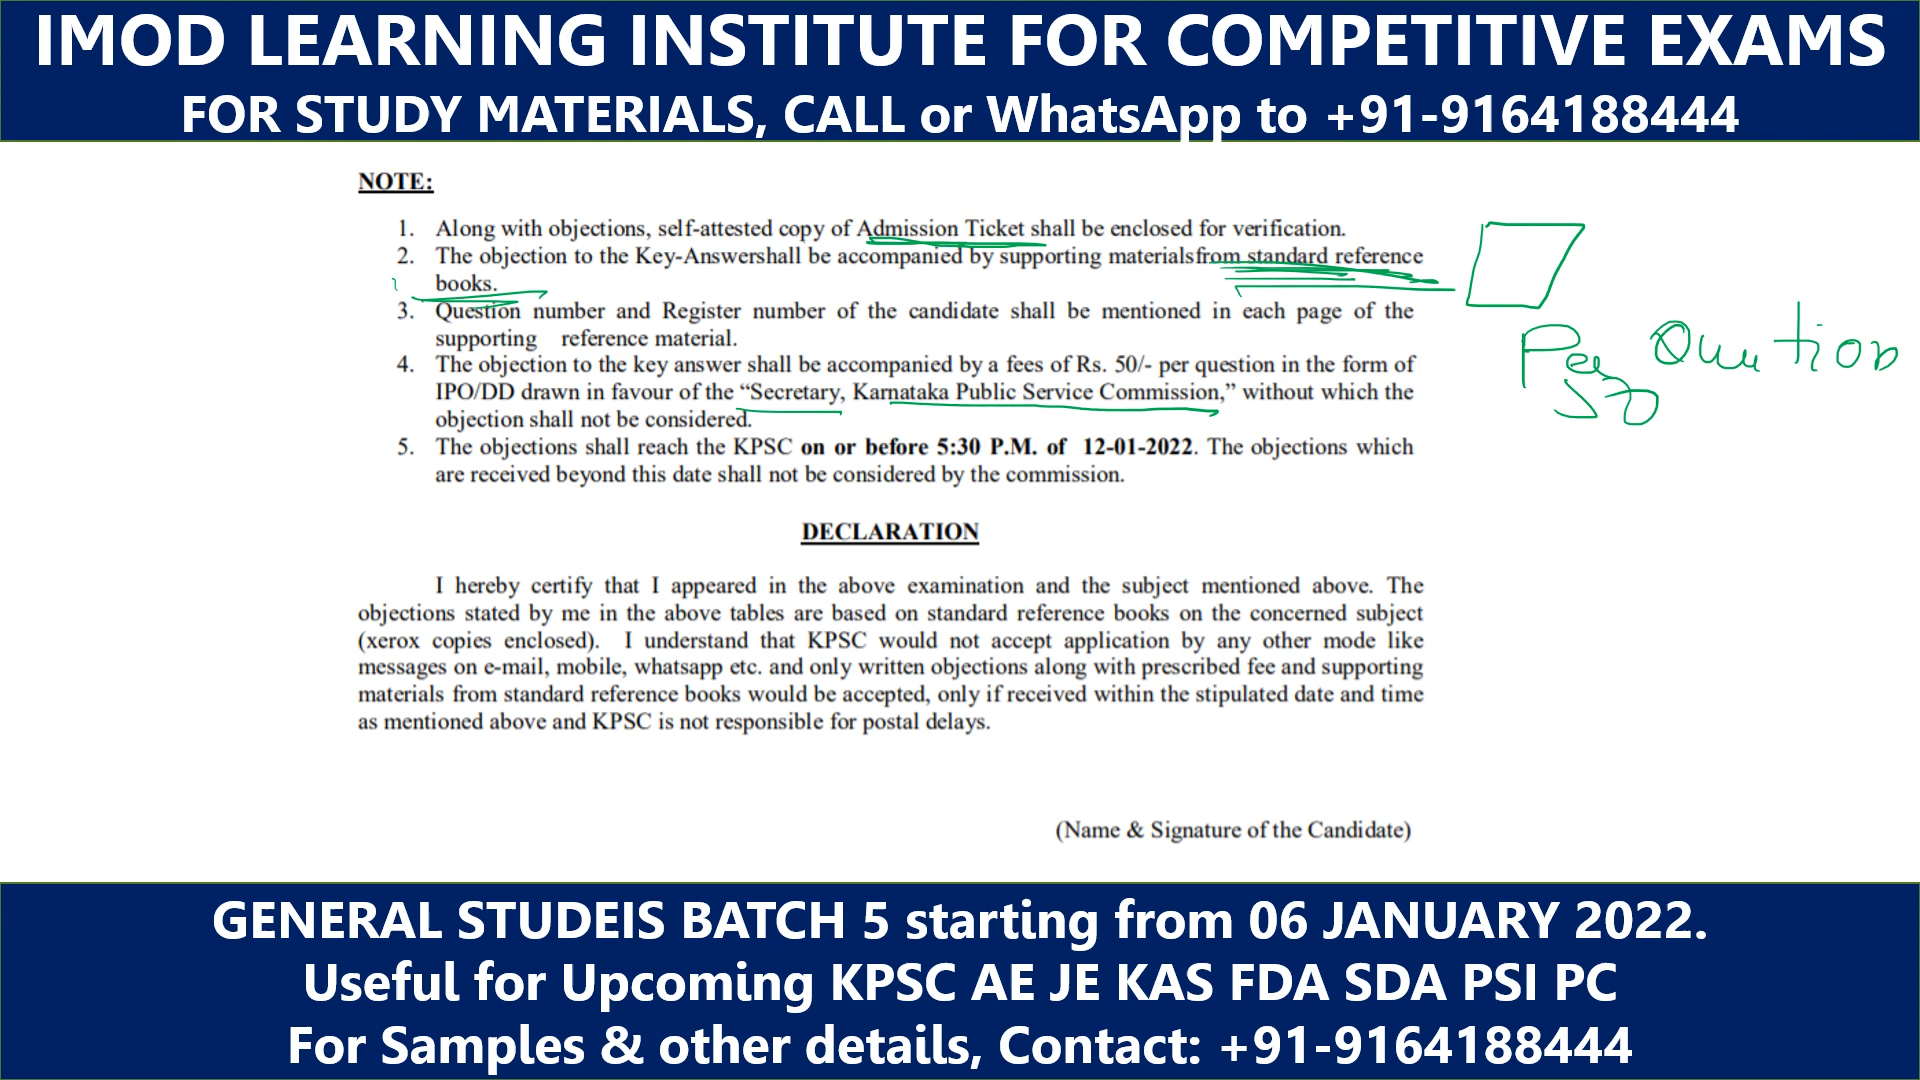 IMOD LEARNING INSTITUTE FOR COMPETITIVE EXAMS
FOR STUDY MATERIALS, CALL or WhatsApp to +91-9164188444
NOTE:
1. Along with objections, self-attested copy of Admission Ticket shall be enclosed for verification.
2. The objection to the Key-Answershall be accompanied by supporting materialsfrom standard reference
books.
3. Question number and Register number of the candidate shall be mentioned in each page of the
supporting reference material.
4. The objection to the key answer shall be accompanied by a fees of Rs. 50/- per question in the form of
IPO/DD drawn in favour of the “Secretary, Karnataka Public Service Commission,” without which the
objection shall not be considered.
5. The objections shall reach the KPSC on or before 5:30 P.M. of 12-01-2022. The objections which
are received beyond this date shall not be considered by the commission.
Per Question
50
DECLARATION
I hereby certify that I appeared in the above examination and the subject mentioned above. The
objections stated by me in the above tables are based on standard reference books on the concerned subject
(xerox copies enclosed). I understand that KPSC would not accept application by any other mode like
messages on e-mail, mobile, whatsapp etc. and only written objections along with prescribed fee and supporting
materials from standard reference books would be accepted, only if received within the stipulated date and time
as mentioned above and KPSC is not responsible for postal delays.
(Name & Signature of the Candidate)
GENERAL STUDEIS BATCH 5 starting from 06 JANUARY 2022.
Useful for Upcoming KPSC AE JE KAS FDA SDA PSI PC
For Samples & other details, Contact: +91-9164188444